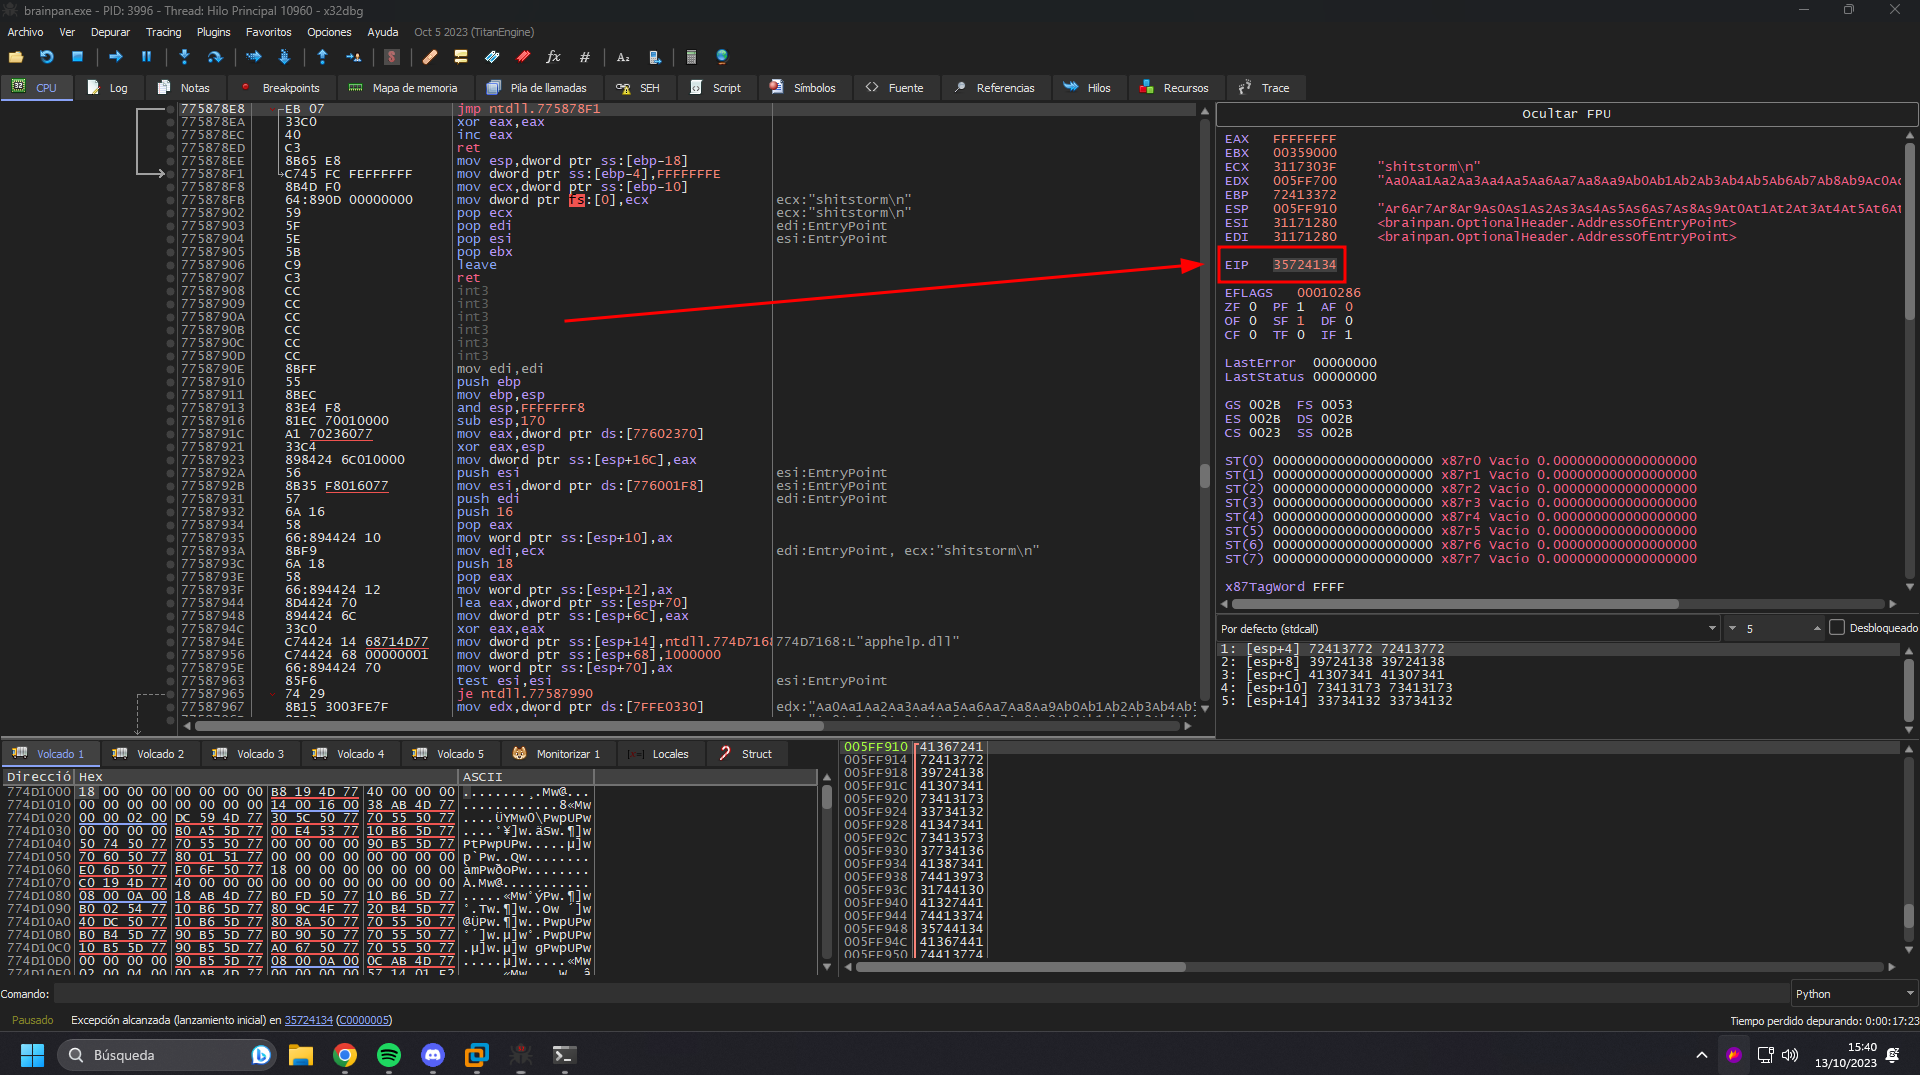 brainpan.exe - PID: 3996 - Thread: Hilo Principal 10960 - x32dbg
Archivo Ver Depurar Tracing Plugins Favoritos Opciones Ayuda Oct 5 2023 (TitanEngine)
CPU Log Notas Breakpoints Mapa de memoria Pila de llamadas SEH Script Símbolos Fuente Referencias Hilos Recursos Trace
775878E8 EB 07 jmp ntdll.775878F1
775878EA 33C0 xor eax,eax
775878EC 40 inc eax
775878ED C3 ret
775878EE 8B65 E8 mov esp,dword ptr ss:[ebp-18]
775878F1 C745 FC FEFFFFFF mov dword ptr ss:[ebp-4],FFFFFFFE
775878F8 8B4D F0 mov ecx,dword ptr ss:[ebp-10]
775878FB 64:890D 00000000 mov dword ptr fs:[0],ecx ecx:"shitstorm\n"
77587902 59 pop ecx ecx:"shitstorm\n"
77587903 5F pop edi edi:EntryPoint
77587904 5E pop esi esi:EntryPoint
77587905 5B pop ebx
77587906 C9 leave
77587907 C3 ret
77587908 CC int3
77587909 CC int3
7758790A CC int3
7758790B CC int3
7758790C CC int3
7758790D CC int3
7758790E 8BFF mov edi,edi
77587910 55 push ebp
77587911 8BEC mov ebp,esp
77587913 83E4 F8 and esp,FFFFFFF8
77587916 81EC 70010000 sub esp,170
7758791C A1 70236077 mov eax,dword ptr ds:[77602370]
77587921 33C4 xor eax,esp
77587923 898424 6C010000 mov dword ptr ss:[esp+16C],eax
7758792A 56 push esi esi:EntryPoint
7758792B 8B35 F8016077 mov esi,dword ptr ds:[776001F8] esi:EntryPoint
77587931 57 push edi edi:EntryPoint
77587932 6A 16 push 16
77587934 58 pop eax
77587935 66:894424 10 mov word ptr ss:[esp+10],ax
7758793A 8BF9 mov edi,ecx edi:EntryPoint, ecx:"shitstorm\n"
7758793C 6A 18 push 18
7758793E 58 pop eax
7758793F 66:894424 12 mov word ptr ss:[esp+12],ax
77587944 8D4424 70 lea eax,dword ptr ss:[esp+70]
77587948 894424 6C mov dword ptr ss:[esp+6C],eax
7758794C 33C0 xor eax,eax
7758794E C74424 14 68714D77 mov dword ptr ss:[esp+14],ntdll.774D7168 774D7168:L"apphelp.dll"
77587956 C74424 68 00000001 mov dword ptr ss:[esp+68],1000000
7758795E 66:894424 70 mov word ptr ss:[esp+70],ax
77587963 85F6 test esi,esi esi:EntryPoint
77587965 74 29 je ntdll.77587990
77587967 8B15 3003FE7F mov edx,dword ptr ds:[7FFE0330] edx:"Aa0Aa1Aa2Aa3Aa4Aa5Aa6Aa7Aa8Aa9Ab0Ab1Ab2Ab3Ab4Ab5
Ocultar FPU
EAX FFFFFFFF
EBX 00359000
ECX 3117303F "shitstorm\n"
EDX 005FF700 "Aa0Aa1Aa2Aa3Aa4Aa5Aa6Aa7Aa8Aa9Ab0Ab1Ab2Ab3Ab4Ab5Ab6Ab7Ab8Ab9Ac0Ac
EBP 72413372
ESP 005FF910 "Ar6Ar7Ar8Ar9As0As1As2As3As4As5As6As7As8As9At0At1At2At3At4At5At6At
ESI 31171280 <brainpan.OptionalHeader.AddressOfEntryPoint>
EDI 31171280 <brainpan.OptionalHeader.AddressOfEntryPoint>
EIP 35724134
EFLAGS 00010286
ZF 0 PF 1 AF 0
OF 0 SF 1 DF 0
CF 0 TF 0 IF 1
LastError 00000000
LastStatus 00000000
GS 002B FS 0053
ES 002B DS 002B
CS 0023 SS 002B
ST(0) 00000000000000000000 x87r0 Vacío 0.000000000000000000
ST(1) 00000000000000000000 x87r1 Vacío 0.000000000000000000
ST(2) 00000000000000000000 x87r2 Vacío 0.000000000000000000
ST(3) 00000000000000000000 x87r3 Vacío 0.000000000000000000
ST(4) 00000000000000000000 x87r4 Vacío 0.000000000000000000
ST(5) 00000000000000000000 x87r5 Vacío 0.000000000000000000
ST(6) 00000000000000000000 x87r6 Vacío 0.000000000000000000
ST(7) 00000000000000000000 x87r7 Vacío 0.000000000000000000
x87TagWord FFFF
Por defecto (stdcall) 5 Desbloqueado
1: [esp+4] 72413772 72413772
2: [esp+8] 39724138 39724138
3: [esp+C] 41307341 41307341
4: [esp+10] 73413173 73413173
5: [esp+14] 33734132 33734132
Volcado 1 Volcado 2 Volcado 3 Volcado 4 Volcado 5 Monitorizar 1 Locales Struct
Direcció Hex ASCII
774D1000 18 00 00 00 00 00 00 00 B8 19 4D 77 40 00 00 00 ........¸.Mw@...
774D1010 00 00 00 00 00 00 00 00 14 00 16 00 38 AB 4D 77 ............8«Mw
774D1020 00 00 02 00 DC 59 4D 77 30 5C 50 77 70 55 50 77 ....ÜYMw0\PwpUPw
774D1030 00 00 00 00 B0 A5 5D 77 00 E4 53 77 10 B6 5D 77 ....°¥]w.äSw.¶]w
774D1040 50 74 50 77 70 55 50 77 00 00 00 00 90 B5 5D 77 PtPwpUPw.....µ]w
774D1050 70 60 50 77 80 01 51 77 00 00 00 00 00 00 00 00 p`Pw..Qw........
774D1060 E0 6D 50 77 F0 6F 50 77 18 00 00 00 00 00 00 00 àmPwðoPw........
774D1070 C0 19 4D 77 40 00 00 00 00 00 00 00 00 00 00 00 À.Mw@...........
774D1080 08 00 0A 00 18 AB 4D 77 B0 FD 50 77 10 B6 5D 77 .....«Mw°ýPw.¶]w
774D1090 B0 02 54 77 10 B6 5D 77 80 9C 4F 77 20 B4 5D 77 °.Tw.¶]w..Ow ´]w
774D10A0 40 DC 50 77 10 B6 5D 77 80 8A 50 77 70 55 50 77 @ÜPw.¶]w..PwpUPw
774D10B0 B0 B4 5D 77 90 B5 5D 77 B0 90 50 77 70 55 50 77 °´]w.µ]w°.PwpUPw
774D10C0 10 B5 5D 77 90 B5 5D 77 A0 67 50 77 70 55 50 77 .µ]w.µ]w gPwpUPw
774D10D0 00 00 00 00 90 B5 5D 77 08 00 0A 00 0C AB 4D 77 .....µ]w.....«Mw
005FF910 41367241
005FF914 72413772
005FF918 39724138
005FF91C 41307341
005FF920 73413173
005FF924 33734132
005FF928 41347341
005FF92C 73413573
005FF930 37734136
005FF934 41387341
005FF938 74413973
005FF93C 31744130
005FF940 41327441
005FF944 74413374
005FF948 35744134
005FF94C 41367441
005FF950 74413774
Comando: Python
Pausado Excepción alcanzada (lanzamiento inicial) en 35724134 (C0000005) Tiempo perdido depurando: 0:00:17:23
Búsqueda
15:40
13/10/2023